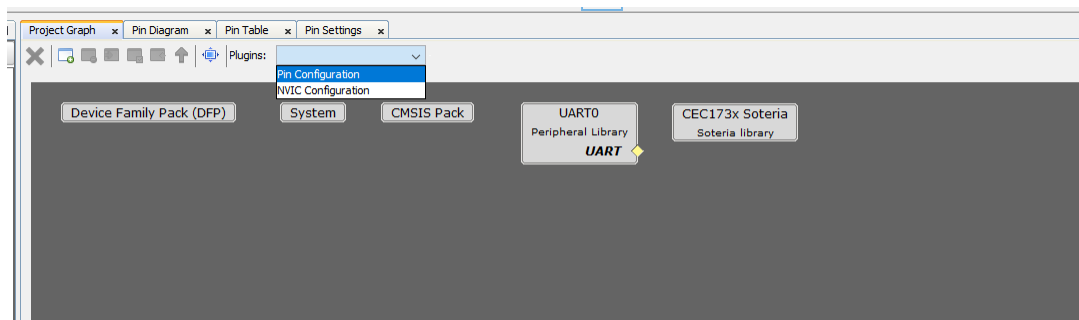 Project Graph x Pin Diagram x Pin Table x Pin Settings x
Plugins:
Pin Configuration
NVIC Configuration
Device Family Pack (DFP)
System
CMSIS Pack
UART0
Peripheral Library
UART
CEC173x Soteria
Soteria library